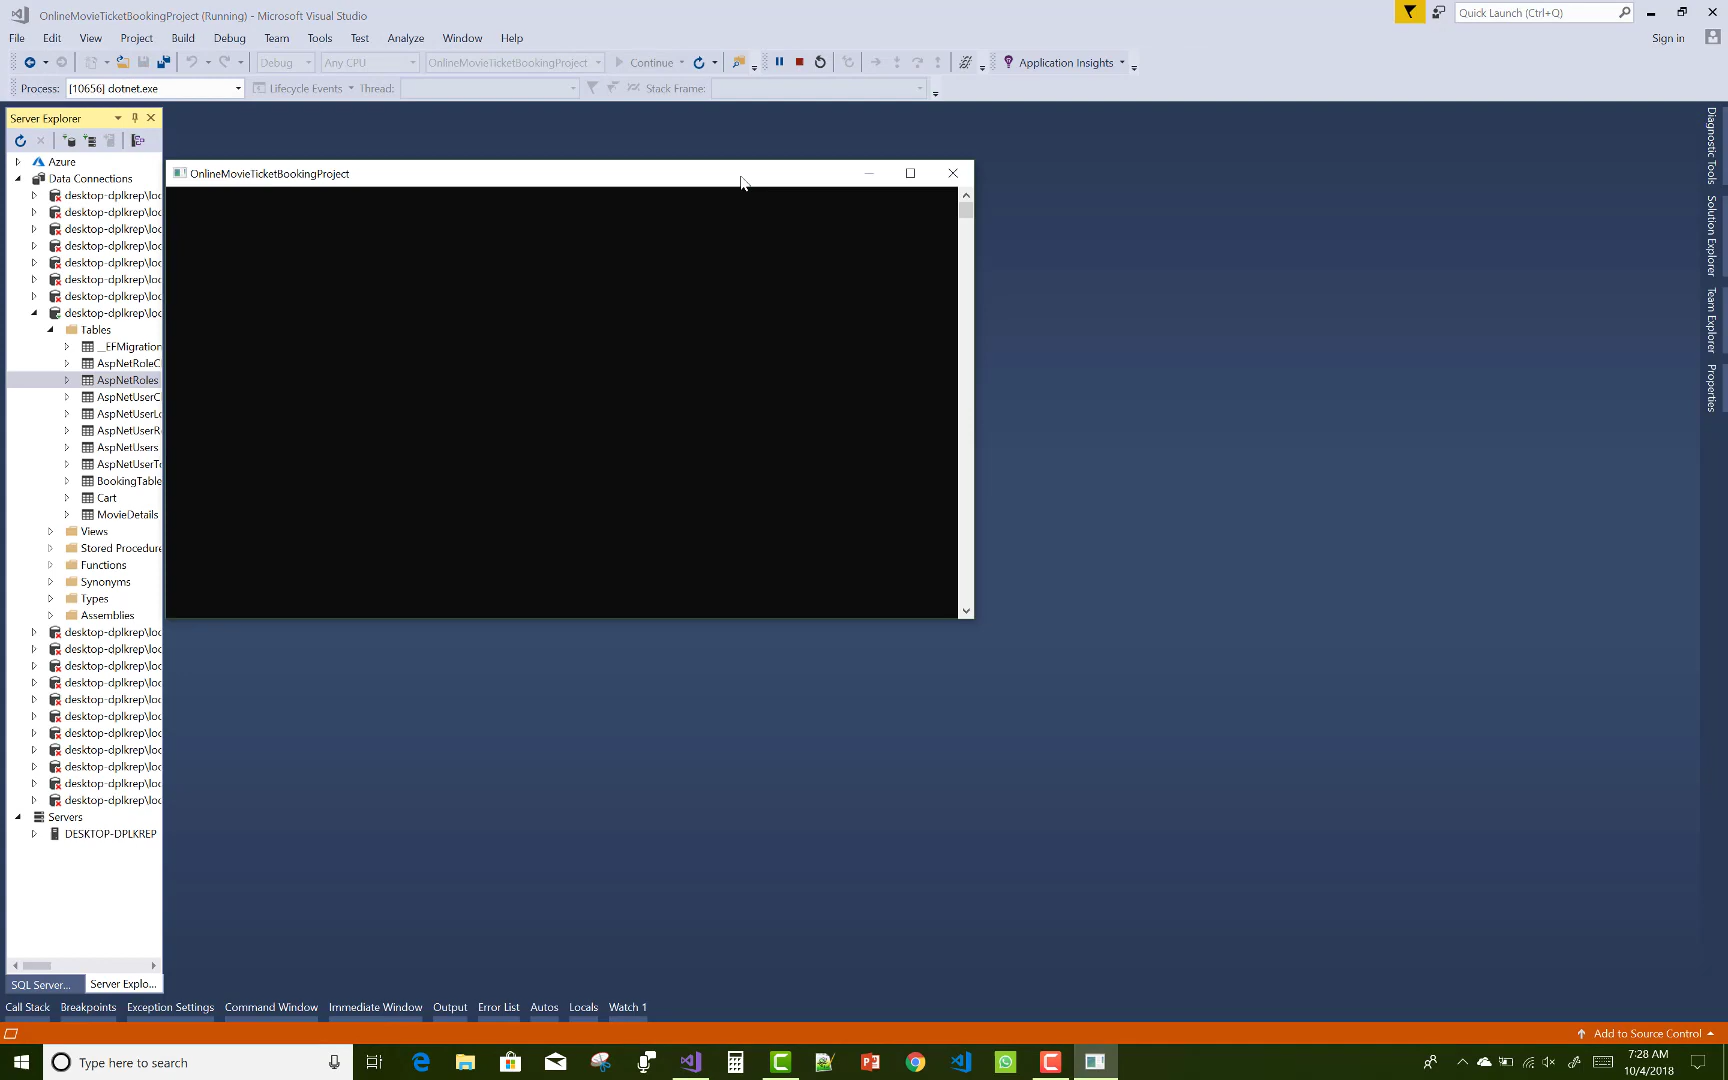 OnlineMovieTicketBookingProject (Running) - Microsoft Visual Studio
Quick Launch (Ctrl+Q)
File Edit View Project Build Debug Team Tools Test Analyze Window Help
Sign in
Debug Any CPU OnlineMovieTicketBookingProject Continue Application Insights
Process: [10656] dotnet.exe Lifecycle Events Thread: Stack Frame:
Server Explorer
Azure
Data Connections
desktop-dplkrep\loc
desktop-dplkrep\loc
desktop-dplkrep\loc
desktop-dplkrep\loc
desktop-dplkrep\loc
desktop-dplkrep\loc
desktop-dplkrep\loc
desktop-dplkrep\loc
Tables
__EFMigration
AspNetRoleC
AspNetRoles
AspNetUserC
AspNetUserLo
AspNetUserR
AspNetUsers
AspNetUserTo
BookingTable
Cart
MovieDetails
Views
Stored Procedure
Functions
Synonyms
Types
Assemblies
desktop-dplkrep\loc
desktop-dplkrep\loc
desktop-dplkrep\loc
desktop-dplkrep\loc
desktop-dplkrep\loc
desktop-dplkrep\loc
desktop-dplkrep\loc
desktop-dplkrep\loc
desktop-dplkrep\loc
desktop-dplkrep\loc
desktop-dplkrep\loc
Servers
DESKTOP-DPLKREP
SQL Server... Server Explo...
OnlineMovieTicketBookingProject
Diagnostic Tools
Solution Explorer
Team Explorer
Properties
Call Stack Breakpoints Exception Settings Command Window Immediate Window Output Error List Autos Locals Watch 1
Add to Source Control
Type here to search
7:28 AM
10/4/2018